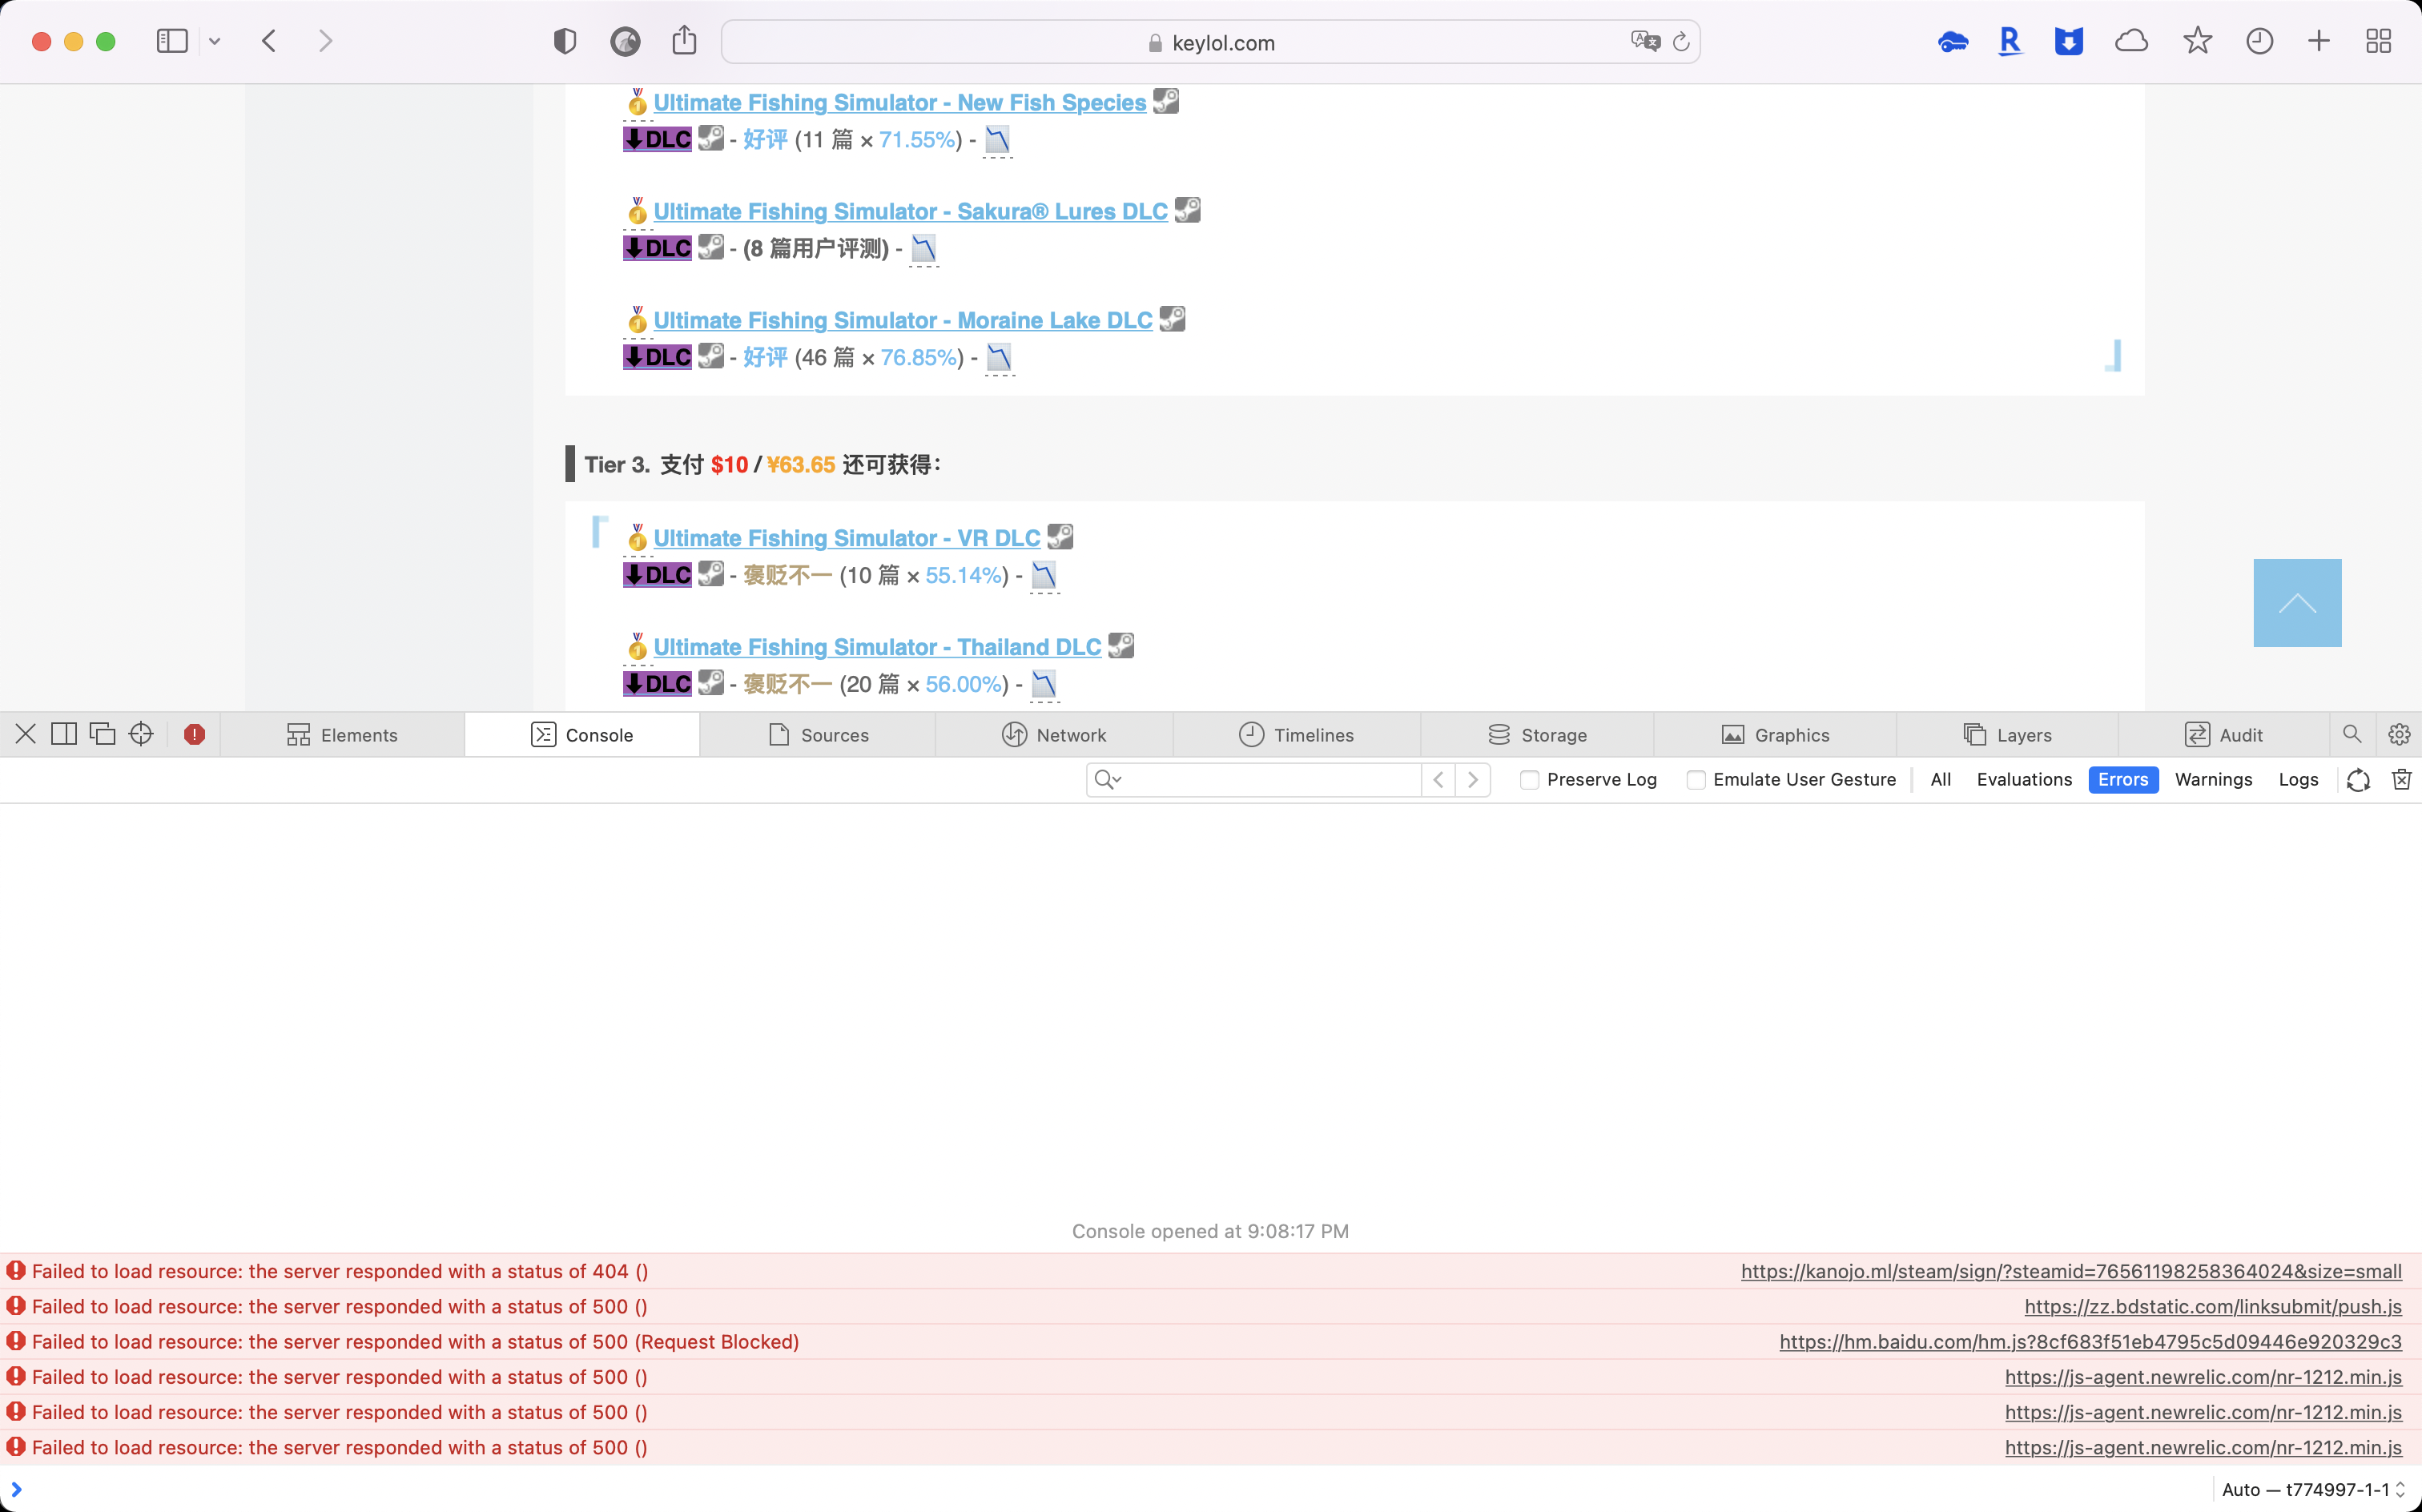 keylol.com
Ultimate Fishing Simulator - New Fish Species
DLC - 好评 (11 篇 × 71.55%) -
Ultimate Fishing Simulator - Sakura® Lures DLC
DLC - (8 篇用户评测) -
Ultimate Fishing Simulator - Moraine Lake DLC
DLC - 好评 (46 篇 × 76.85%) -
Tier 3. 支付 $10 / ¥63.65 还可获得：
Ultimate Fishing Simulator - VR DLC
DLC - 褒贬不一 (10 篇 × 55.14%) -
Ultimate Fishing Simulator - Thailand DLC
DLC - 褒贬不一 (20 篇 × 56.00%) -
Elements Console Sources Network Timelines Storage Graphics Layers Audit
Preserve Log Emulate User Gesture All Evaluations Errors Warnings Logs
Console opened at 9:08:17 PM
Failed to load resource: the server responded with a status of 404 () https://kanojo.ml/steam/sign/?steamid=76561198258364024&size=small
Failed to load resource: the server responded with a status of 500 () https://zz.bdstatic.com/linksubmit/push.js
Failed to load resource: the server responded with a status of 500 (Request Blocked) https://hm.baidu.com/hm.js?8cf683f51eb4795c5d09446e920329c3
Failed to load resource: the server responded with a status of 500 () https://js-agent.newrelic.com/nr-1212.min.js
Failed to load resource: the server responded with a status of 500 () https://js-agent.newrelic.com/nr-1212.min.js
Failed to load resource: the server responded with a status of 500 () https://js-agent.newrelic.com/nr-1212.min.js
Auto — t774997-1-1